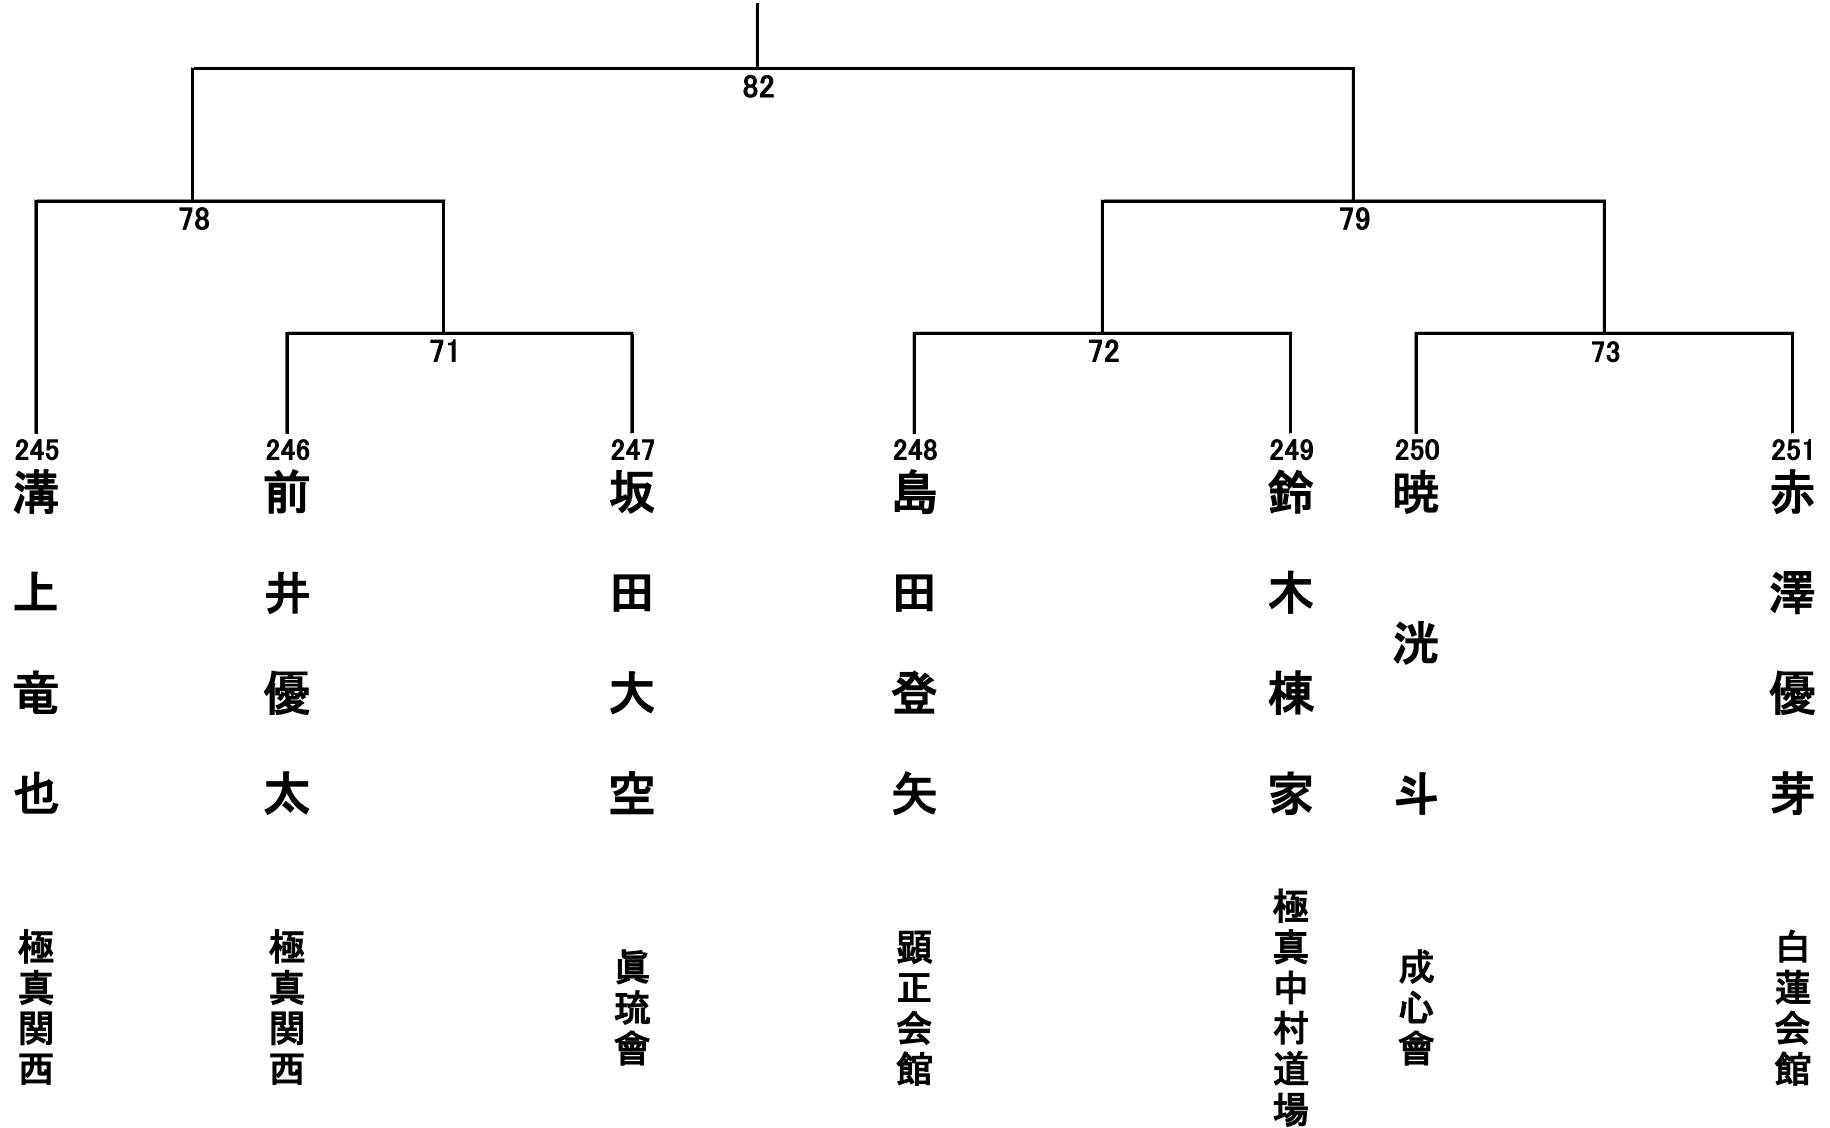 82
78
79
71
72
73
245
溝上竜也
極真関西
246
前井優太
極真関西
247
坂田大空
眞琉會
248
島田登矢
顕正会館
249
鈴木棟家
極真中村道場
250
暁洸斗
成心會
251
赤澤優芽
白蓮会館